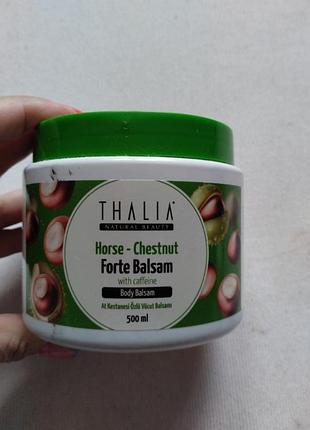 THALIA
NATURAL BEAUTY
Horse - Chestnut
Forte Balsam
with caffeine
Body Balsam
At Kestanesi Özlü Vücut Balsamı
500 ml